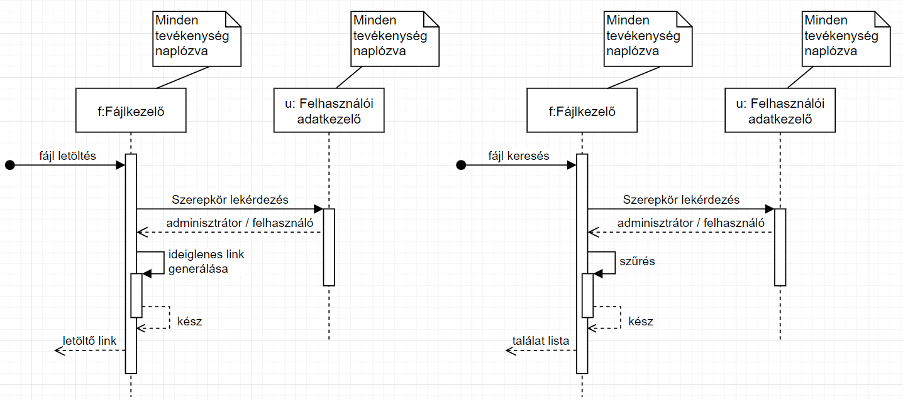 Minden
tevékenység
naplózva
Minden
tevékenység
naplózva
f:Fájlkezelő
u: Felhasználói
adatkezelő
fájl letöltés
Szerepkör lekérdezés
adminisztrátor / felhasználó
ideiglenes link
generálása
kész
letöltő link
Minden
tevékenység
naplózva
Minden
tevékenység
naplózva
f:Fájlkezelő
u: Felhasználói
adatkezelő
fájl keresés
Szerepkör lekérdezés
adminisztrátor / felhasználó
szűrés
kész
találat lista